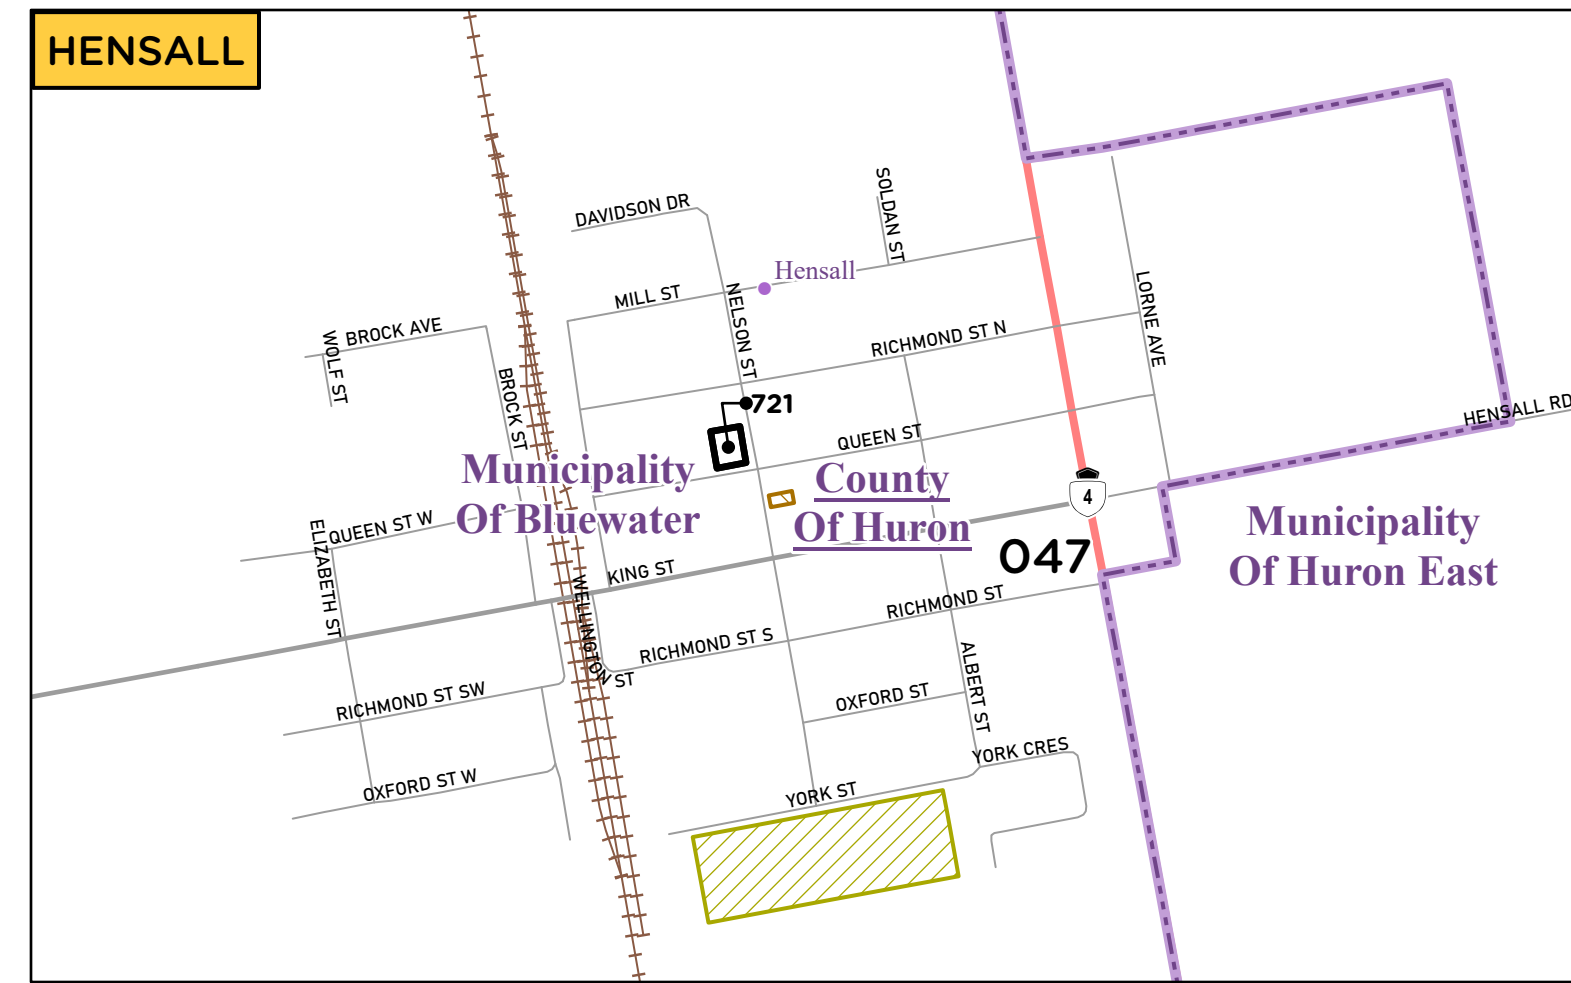 HENSALL
SOLDAN ST
DAVIDSON DR
Hensall
MILL ST
NELSON ST
LORNE AVE
BROCK AVE
WOLF ST
RICHMOND ST N
BROCK ST
721
HENSALL RD
QUEEN ST
Municipality
Of Bluewater
County
Of Huron
4
Municipality
Of Huron East
QUEEN ST W
ELIZABETH ST
047
KING ST
WELLINGTON ST
RICHMOND ST
RICHMOND ST S
ALBERT ST
RICHMOND ST SW
OXFORD ST
YORK CRES
OXFORD ST W
YORK ST